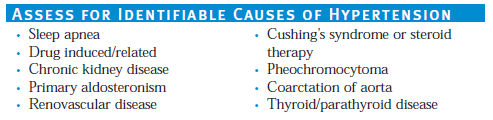 ASSESS FOR IDENTIFIABLE CAUSES OF HYPERTENSION
• Sleep apnea
• Drug induced/related
• Chronic kidney disease
• Primary aldosteronism
• Renovascular disease
• Cushing's syndrome or steroid
therapy
• Pheochromocytoma
• Coarctation of aorta
• Thyroid/parathyroid disease